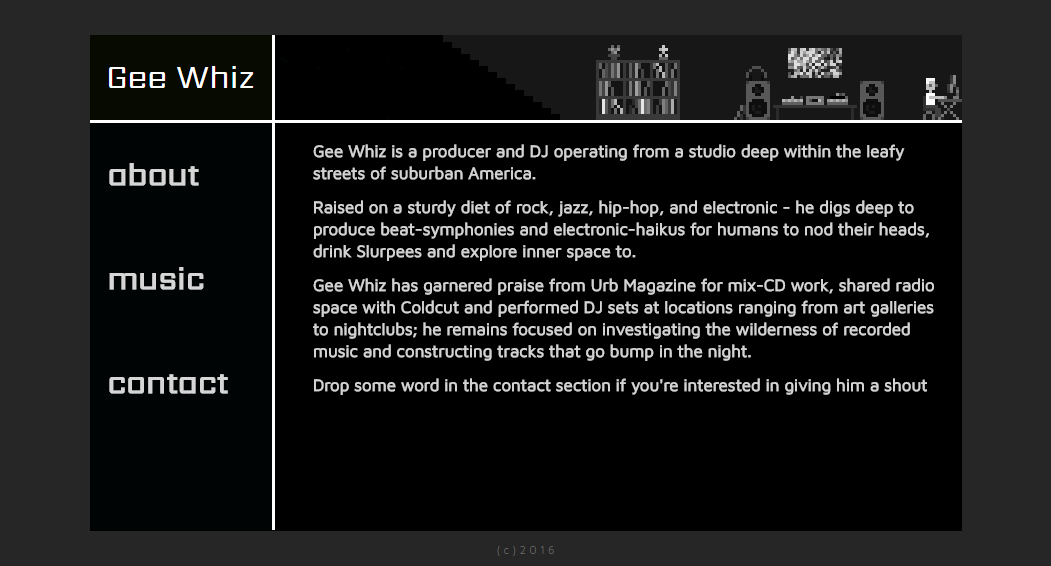 Gee Whiz
about
music
contact
Gee Whiz is a producer and DJ operating from a studio deep within the leafy
streets of suburban America.
Raised on a sturdy diet of rock, jazz, hip-hop, and electronic - he digs deep to
produce beat-symphonies and electronic-haikus for humans to nod their heads,
drink Slurpees and explore inner space to.
Gee Whiz has garnered praise from Urb Magazine for mix-CD work, shared radio
space with Coldcut and performed DJ sets at locations ranging from art galleries
to nightclubs; he remains focused on investigating the wilderness of recorded
music and constructing tracks that go bump in the night.
Drop some word in the contact section if you're interested in giving him a shout
(c)2016